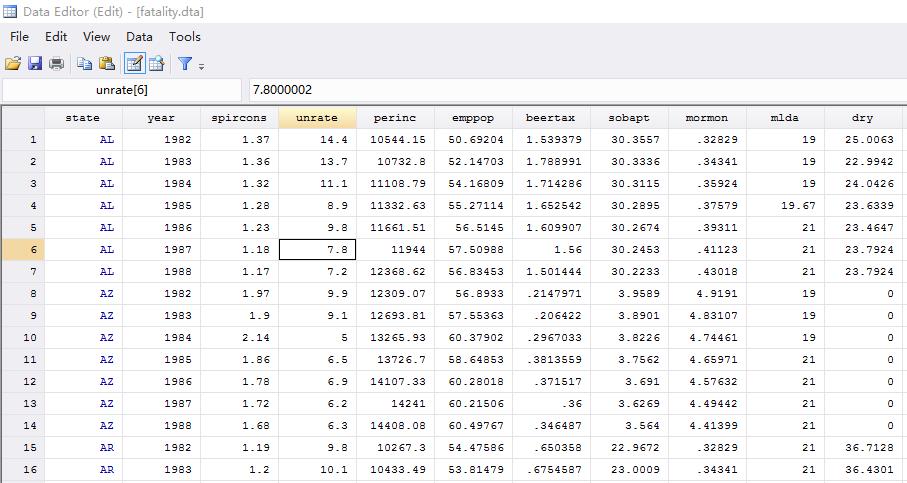 Data Editor (Edit) - [fatality.dta]
File Edit View Data Tools
unrate[6] 7.8000002
state year spircons unrate perinc emppop beertax sobapt mormon mlda dry
1 AL 1982 1.37 14.4 10544.15 50.69204 1.539379 30.3557 .32829 19 25.0063
2 AL 1983 1.36 13.7 10732.8 52.14703 1.788991 30.3336 .34341 19 22.9942
3 AL 1984 1.32 11.1 11108.79 54.16809 1.714286 30.3115 .35924 19 24.0426
4 AL 1985 1.28 8.9 11332.63 55.27114 1.652542 30.2895 .37579 19.67 23.6339
5 AL 1986 1.23 9.8 11661.51 56.5145 1.609907 30.2674 .39311 21 23.4647
6 AL 1987 1.18 7.8 11944 57.50988 1.56 30.2453 .41123 21 23.7924
7 AL 1988 1.17 7.2 12368.62 56.83453 1.501444 30.2233 .43018 21 23.7924
8 AZ 1982 1.97 9.9 12309.07 56.8933 .2147971 3.9589 4.9191 19 0
9 AZ 1983 1.9 9.1 12693.81 57.55363 .206422 3.8901 4.83107 19 0
10 AZ 1984 2.14 5 13265.93 60.37902 .2967033 3.8226 4.74461 19 0
11 AZ 1985 1.86 6.5 13726.7 58.64853 .3813559 3.7562 4.65971 21 0
12 AZ 1986 1.78 6.9 14107.33 60.28018 .371517 3.691 4.57632 21 0
13 AZ 1987 1.72 6.2 14241 60.21506 .36 3.6269 4.49442 21 0
14 AZ 1988 1.68 6.3 14408.08 60.49767 .346487 3.564 4.41399 21 0
15 AR 1982 1.19 9.8 10267.3 54.47586 .650358 22.9672 .32829 21 36.7128
16 AR 1983 1.2 10.1 10433.49 53.81479 .6754587 23.0009 .34341 21 36.4301